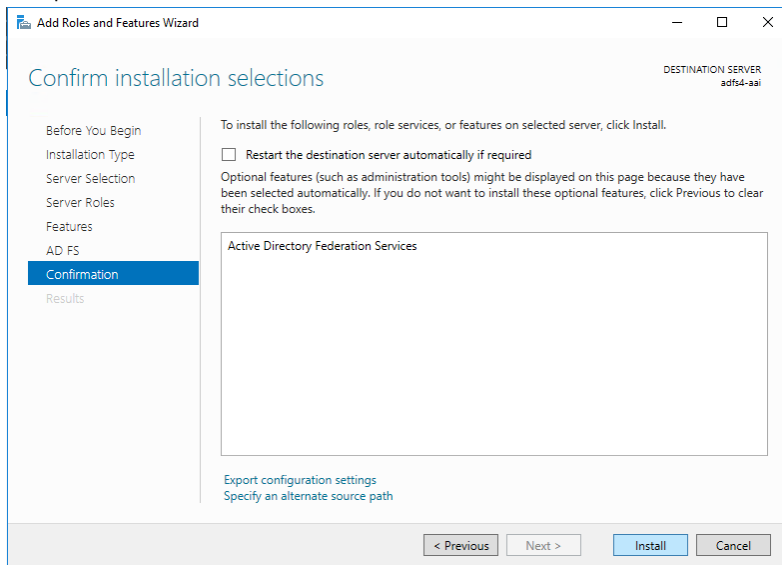 Add Roles and Features Wizard
Confirm installation selections
DESTINATION SERVER
adfs4-aai
Before You Begin
Installation Type
Server Selection
Server Roles
Features
AD FS
Confirmation
Results
To install the following roles, role services, or features on selected server, click Install.
Restart the destination server automatically if required
Optional features (such as administration tools) might be displayed on this page because they have
been selected automatically. If you do not want to install these optional features, click Previous to clear
their check boxes.
Active Directory Federation Services
Export configuration settings
Specify an alternate source path
< Previous
Next >
Install
Cancel